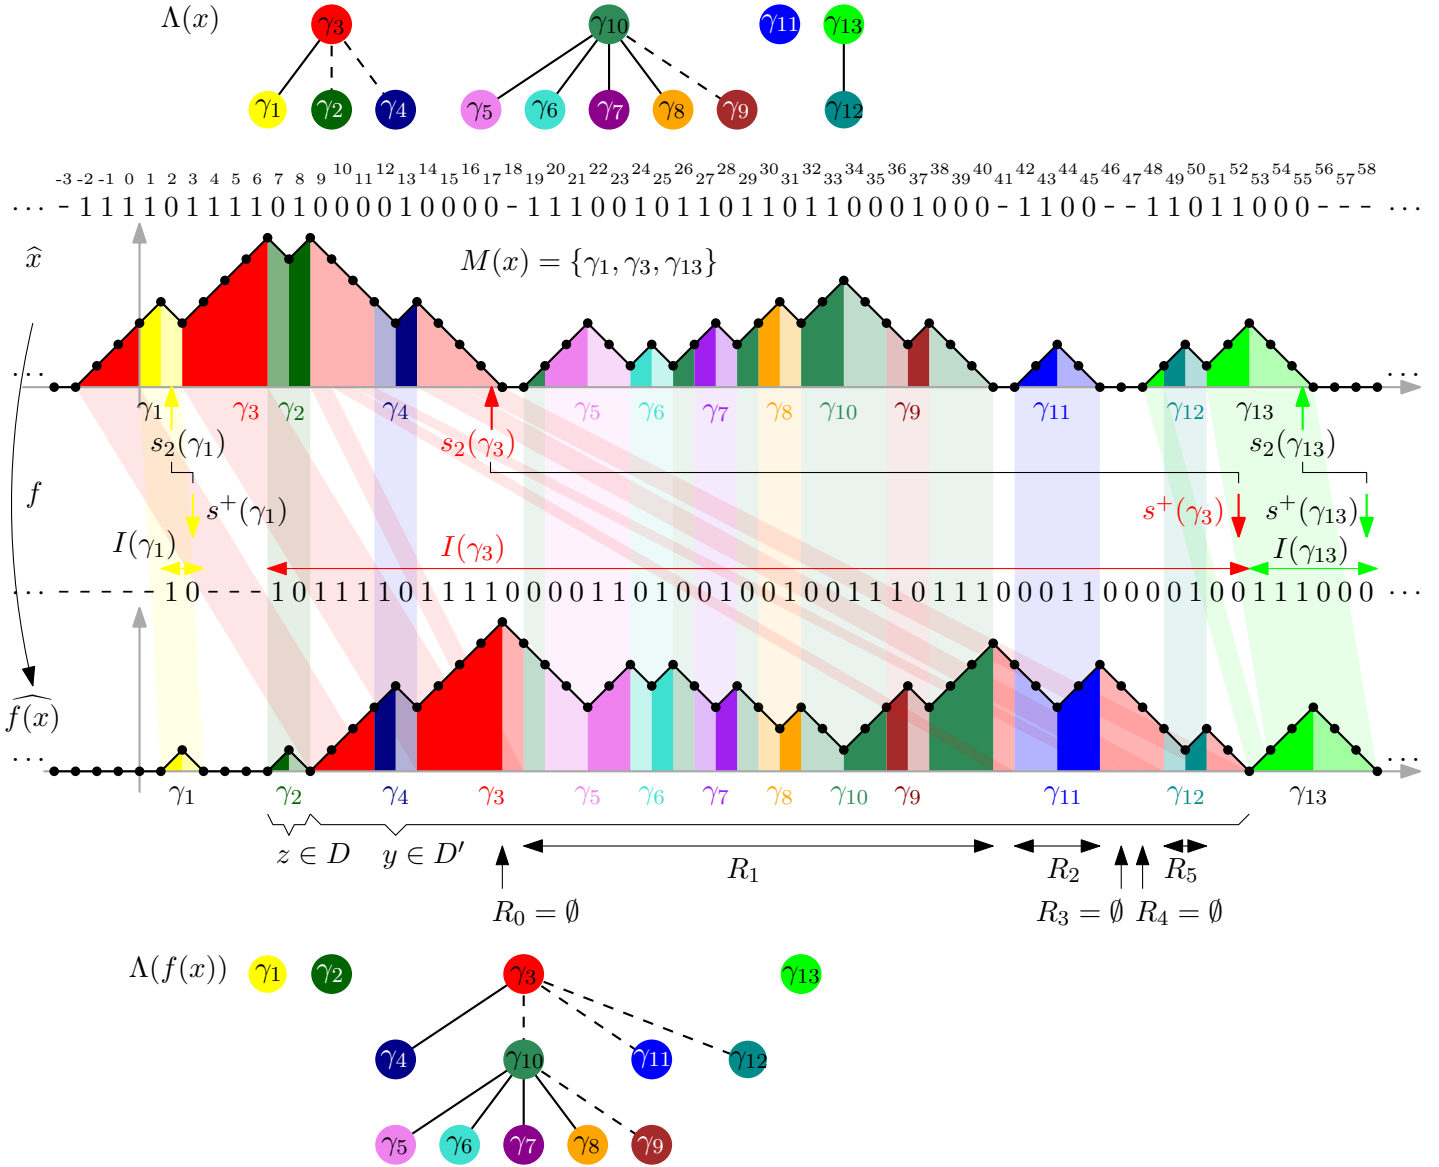 Λ(x) γ3 γ10 γ11 γ13
γ1 γ2 γ4 γ5 γ6 γ7 γ8 γ9 γ12
-3 -2 -1 0 1 2 3 4 5 6 7 8 9 10 11 12 13 14 15 16 17 18 19 20 21 22 23 24 25 26 27 28 29 30 31 32 33 34 35 36 37 38 39 40 41 42 43 44 45 46 47 48 49 50 51 52 53 54 55 56 57 58
··· - 1 1 1 1 0 1 1 1 1 0 1 0 0 0 0 1 0 0 0 0 - 1 1 1 0 0 1 0 1 1 0 1 1 0 1 1 0 0 0 1 0 0 0 - 1 1 0 0 - - 1 1 0 1 1 0 0 0 - - - ···
x̂ M(x) = {γ1, γ3, γ13}
··· ···
γ1 γ3 γ2 γ4 γ5 γ6 γ7 γ8 γ10 γ9 γ11 γ12 γ13
s2(γ1) s2(γ3) s2(γ13)
f s⁺(γ1) s⁺(γ3) s⁺(γ13)
I(γ1) I(γ3) I(γ13)
··· - - - - - 1 0 - - - 1 0 1 1 1 1 0 1 1 1 1 0 0 0 0 1 1 0 1 0 0 1 0 0 1 0 0 1 1 1 0 1 1 1 0 0 0 1 1 0 0 0 0 1 0 0 1 1 1 0 0 0 ···
f̂(x)
··· ···
γ1 γ2 γ4 γ3 γ5 γ6 γ7 γ8 γ10 γ9 γ11 γ12 γ13
z ∈ D y ∈ D′ R1 R2 R5
R0 = ∅ R3 = ∅ R4 = ∅
Λ(f(x)) γ1 γ2 γ3 γ13
γ4 γ10 γ11 γ12
γ5 γ6 γ7 γ8 γ9